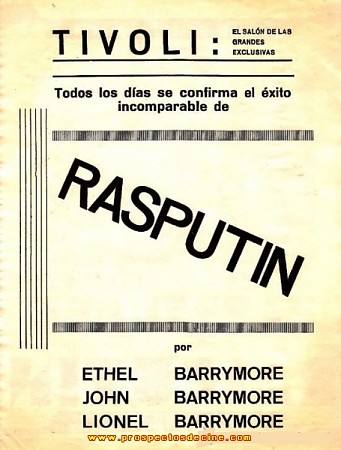 TIVOLI:
EL SALÓN DE LAS
GRANDES
EXCLUSIVAS
Todos los días se confirma el éxito
incomparable de
RASPUTIN
por
ETHEL BARRYMORE
JOHN BARRYMORE
LIONEL BARRYMORE
www.prospectosdecine.com